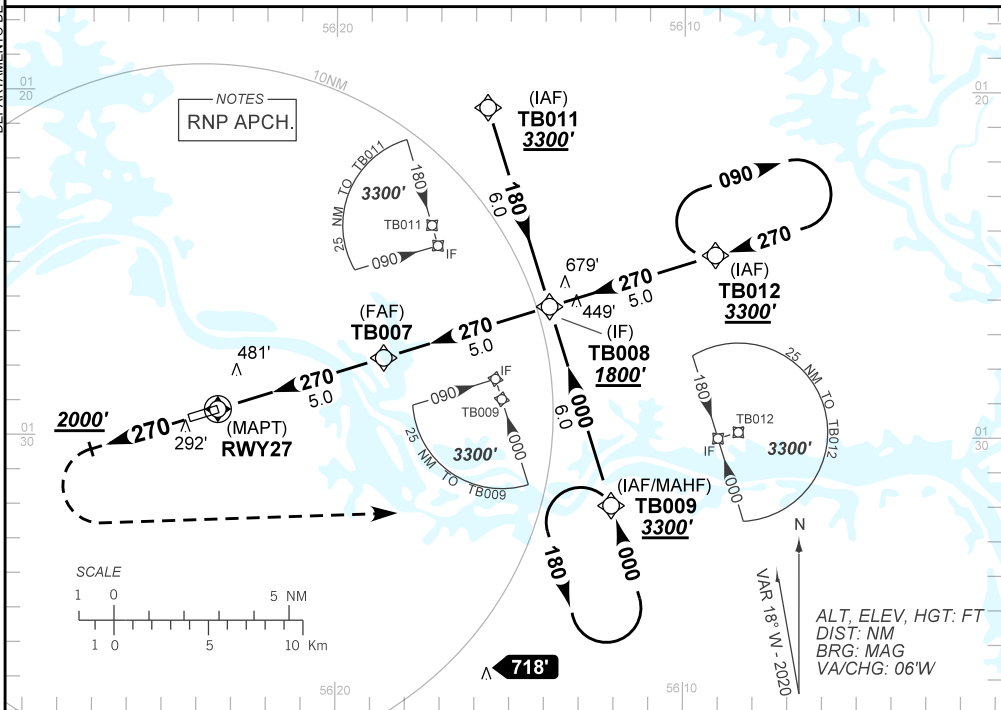 56 20
56 10
01 20
01 20
10NM
NOTES
RNP APCH.
(IAF)
TB011
3300'
180
6.0
25 NM TO TB011
3300'
180
TB011
IF
090
090
270
(IAF)
TB012
3300'
270
5.0
679'
449'
(IF)
TB008
1800'
270
5.0
(FAF)
TB007
270
5.0
481'
(MAPT)
RWY27
292'
270
2000'
090
IF
TB009
000
3300'
25 NM TO TB009
000
6.0
25 NM TO TB012
180
TB012
IF
3300'
000
01 30
01 30
(IAF/MAHF)
TB009
3300'
180
000
SCALE
1 0 5 NM
1 0 5 10 Km
718'
N
VAR 18° W - 2020
ALT, ELEV, HGT: FT
DIST: NM
BRG: MAG
VA/CHG: 06'W
56 20
56 10